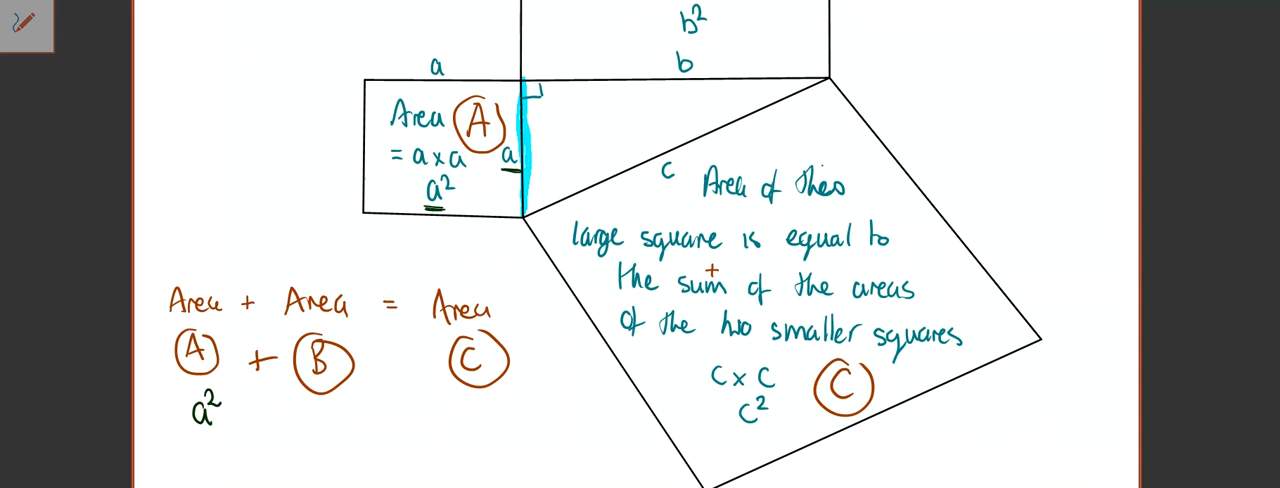 b²
a
b
Area A
= a x a
a
a²
c
Area of this
large square is equal to
the sum of the areas
+
of the two smaller squares
Area + Area = Area
A + B C
C x C
C² C
a²